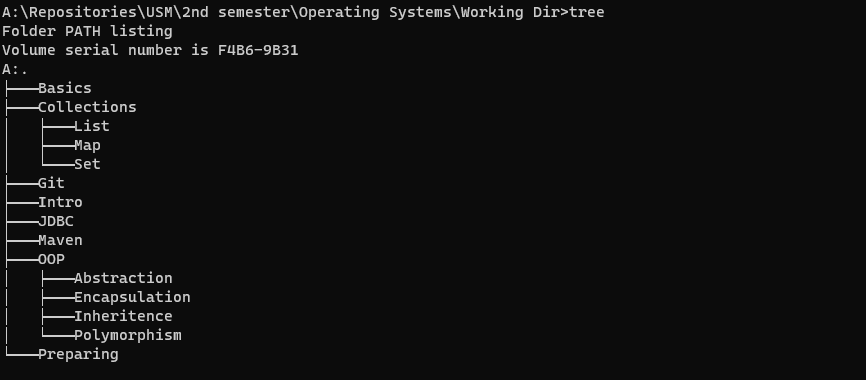 A:\Repositories\USM\2nd semester\Operating Systems\Working Dir>tree
Folder PATH listing
Volume serial number is F4B6-9B31
A:.
├───Basics
├───Collections
│   ├───List
│   ├───Map
│   └───Set
├───Git
├───Intro
├───JDBC
├───Maven
├───OOP
│   ├───Abstraction
│   ├───Encapsulation
│   ├───Inheritence
│   └───Polymorphism
└───Preparing